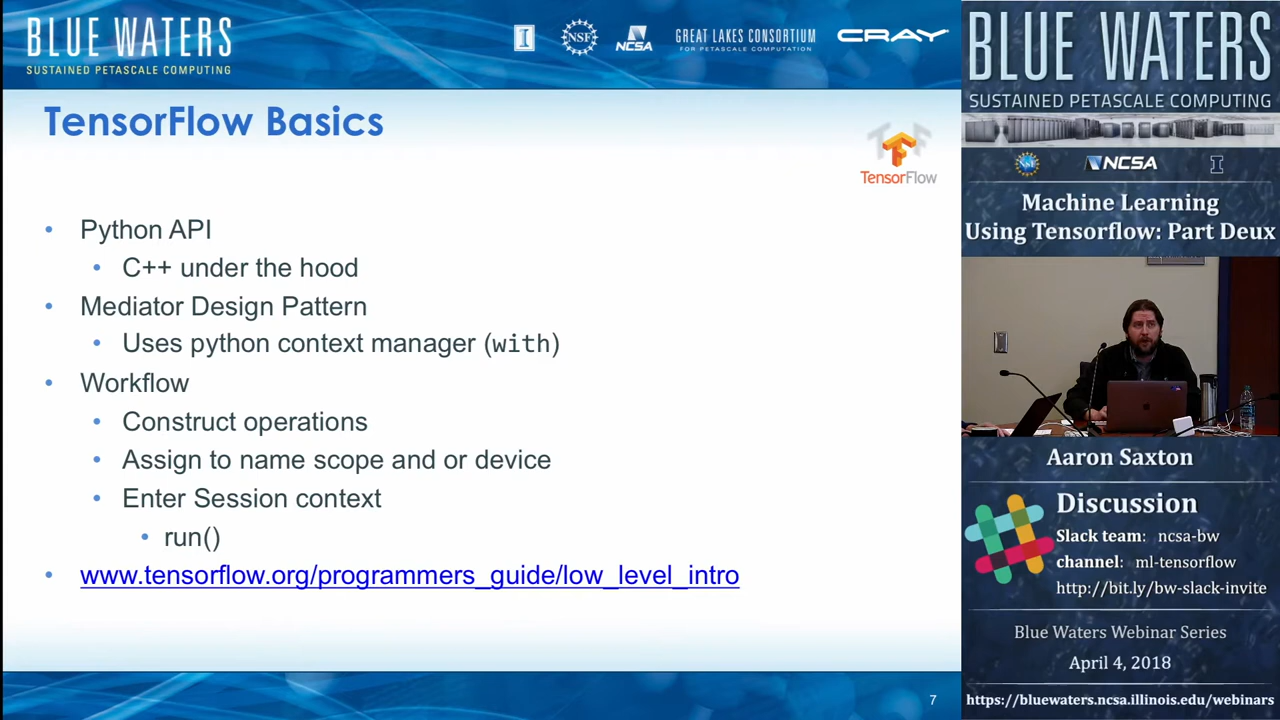 BLUE WATERS
SUSTAINED PETASCALE COMPUTING
I
NSF
NCSA
GREAT LAKES CONSORTIUM
FOR PETASCALE COMPUTATION
CRAY
TensorFlow Basics
TensorFlow
• Python API
• C++ under the hood
• Mediator Design Pattern
• Uses python context manager (with)
• Workflow
• Construct operations
• Assign to name scope and or device
• Enter Session context
• run()
• www.tensorflow.org/programmers_guide/low_level_intro
7
BLUE WATERS
SUSTAINED PETASCALE COMPUTING
NSF
NCSA
I
Machine Learning
Using Tensorflow: Part Deux
Aaron Saxton
Discussion
Slack team: ncsa-bw
channel: ml-tensorflow
http://bit.ly/bw-slack-invite
Blue Waters Webinar Series
April 4, 2018
https://bluewaters.ncsa.illinois.edu/webinars